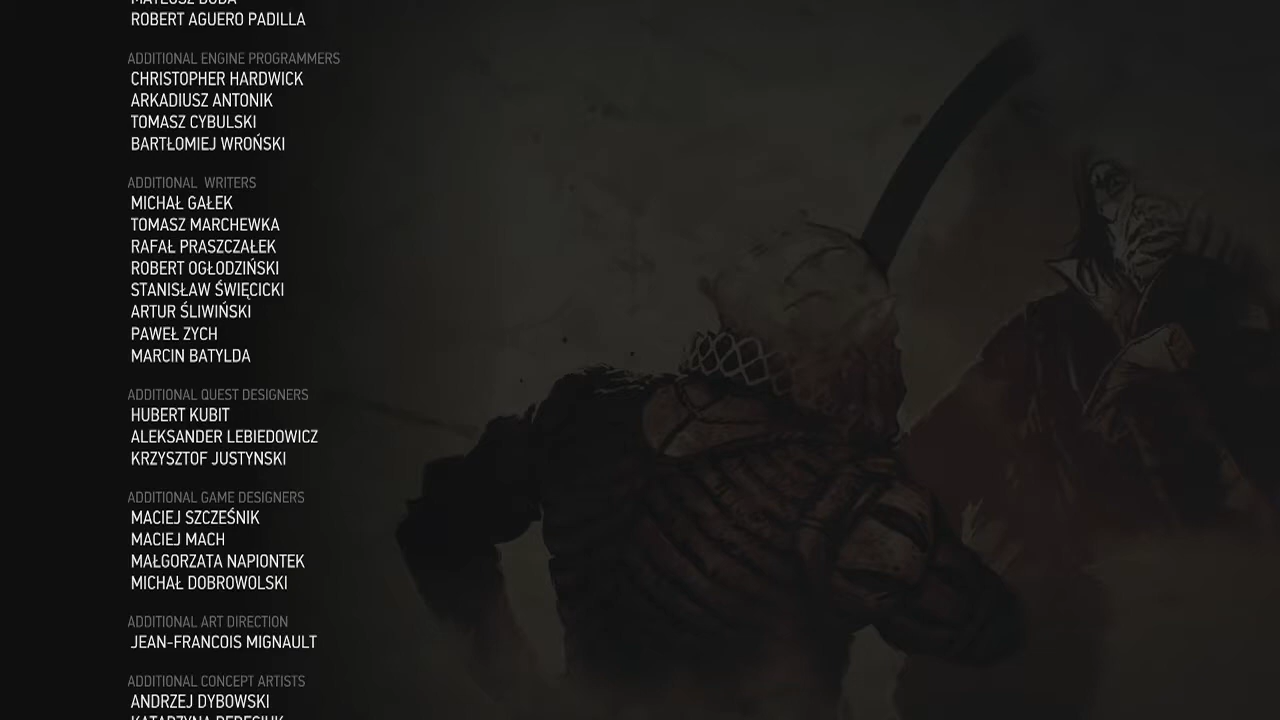 ROBERT AGUERO PADILLA
ADDITIONAL ENGINE PROGRAMMERS
CHRISTOPHER HARDWICK
ARKADIUSZ ANTONIK
TOMASZ CYBULSKI
BARTŁOMIEJ WROŃSKI
ADDITIONAL WRITERS
MICHAŁ GAŁEK
TOMASZ MARCHEWKA
RAFAŁ PRASZCZAŁEK
ROBERT OGŁODZIŃSKI
STANISŁAW ŚWIĘCICKI
ARTUR ŚLIWIŃSKI
PAWEŁ ZYCH
MARCIN BATYLDA
ADDITIONAL QUEST DESIGNERS
HUBERT KUBIT
ALEKSANDER LEBIEDOWICZ
KRZYSZTOF JUSTYNSKI
ADDITIONAL GAME DESIGNERS
MACIEJ SZCZEŚNIK
MACIEJ MACH
MAŁGORZATA NAPIONTEK
MICHAŁ DOBROWOLSKI
ADDITIONAL ART DIRECTION
JEAN-FRANCOIS MIGNAULT
ADDITIONAL CONCEPT ARTISTS
ANDRZEJ DYBOWSKI